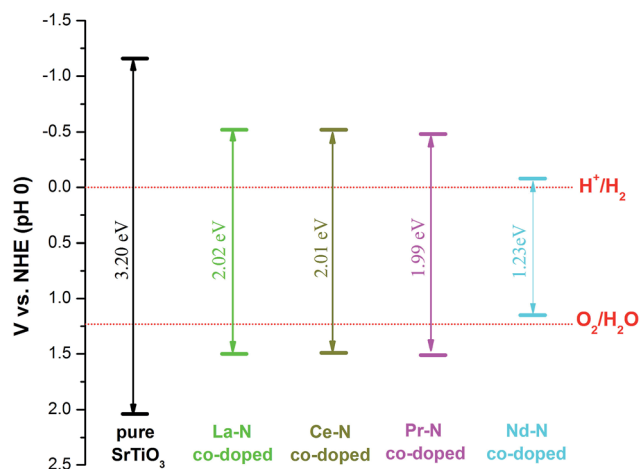 V vs. NHE (pH 0)
-1.5
-1.0
-0.5
0.0
0.5
1.0
1.5
2.0
2.5
3.20 eV
2.02 eV
2.01 eV
1.99 eV
1.23eV
H⁺/H₂
O₂/H₂O
pure
SrTiO₃
La-N
co-doped
Ce-N
co-doped
Pr-N
co-doped
Nd-N
co-doped